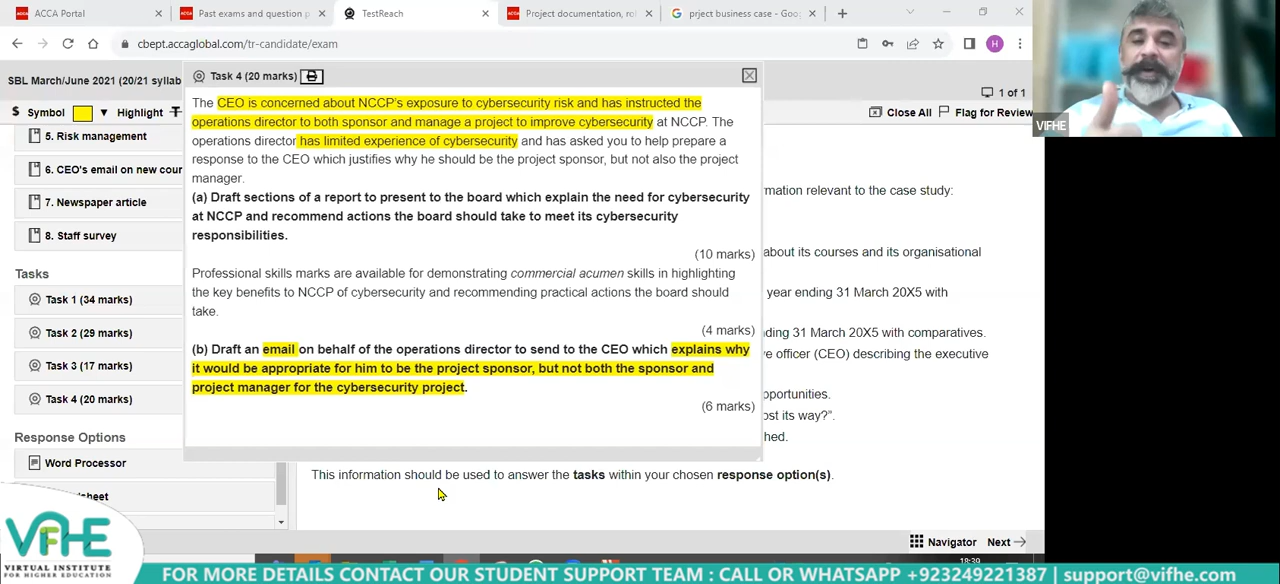 ACCA Portal
Past exams and question p
TestReach
Project documentation, ro
prject business case - Goo
cbept.accaglobal.com/tr-candidate/exam
SBL March/June 2021 (20/21 syllab
1 of 1
Symbol
Highlight
Close All
Flag for Review
5. Risk management
6. CEO's email on new cour
7. Newspaper article
8. Staff survey
Tasks
Task 1 (34 marks)
Task 2 (29 marks)
Task 3 (17 marks)
Task 4 (20 marks)
Response Options
Word Processor
Task 4 (20 marks)
The CEO is concerned about NCCP's exposure to cybersecurity risk and has instructed the
operations director to both sponsor and manage a project to improve cybersecurity at NCCP. The
operations director has limited experience of cybersecurity and has asked you to help prepare a
response to the CEO which justifies why he should be the project sponsor, but not also the project
manager.
(a) Draft sections of a report to present to the board which explain the need for cybersecurity
at NCCP and recommend actions the board should take to meet its cybersecurity
responsibilities.
(10 marks)
Professional skills marks are available for demonstrating commercial acumen skills in highlighting
the key benefits to NCCP of cybersecurity and recommending practical actions the board should
take.
(4 marks)
(b) Draft an email on behalf of the operations director to send to the CEO which explains why
it would be appropriate for him to be the project sponsor, but not both the sponsor and
project manager for the cybersecurity project.
(6 marks)
rmation relevant to the case study:
about its courses and its organisational
year ending 31 March 20X5 with
ding 31 March 20X5 with comparatives.
e officer (CEO) describing the executive
portunities.
ost its way?".
hed.
This information should be used to answer the tasks within your chosen response option(s).
Navigator
Next
18:39
VIFHE
VIFHE
VIRTUAL INSTITUTE
FOR HIGHER EDUCATION
FOR MORE DETAILS CONTACT OUR STUDENT SUPPORT TEAM : CALL OR WHATSAPP +923249221387 | support@vifhe.com